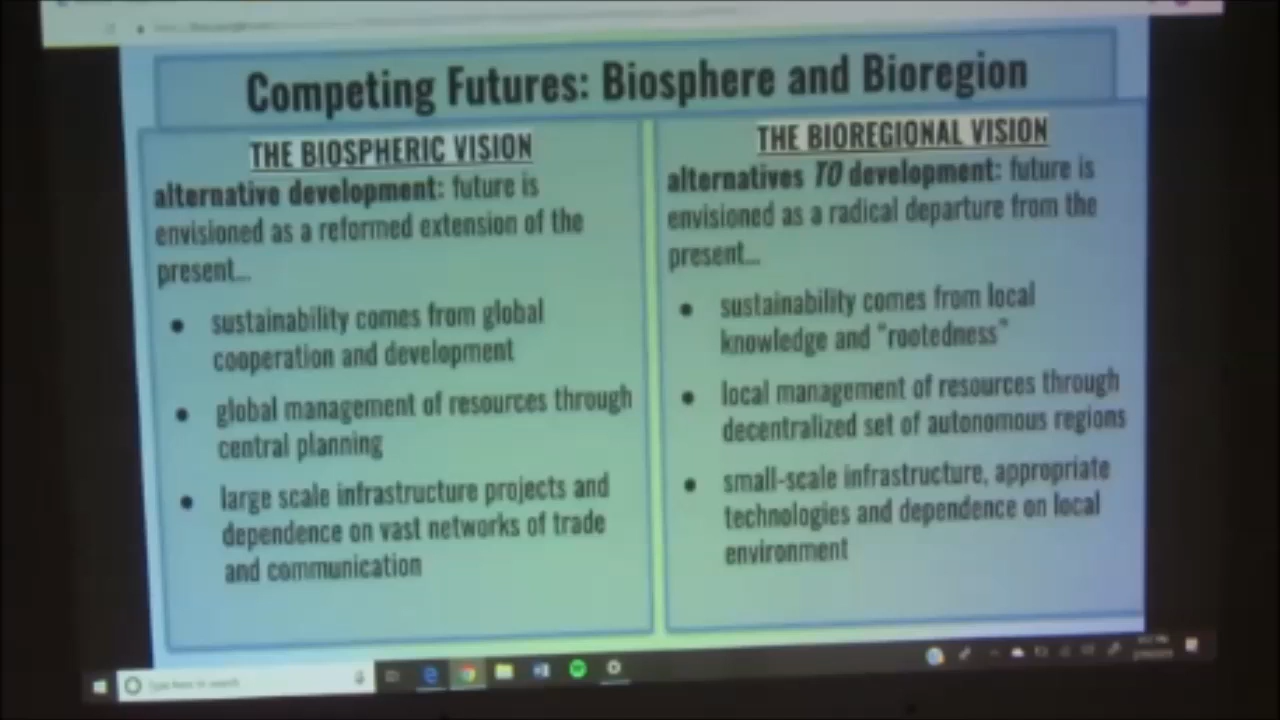 Competing Futures: Biosphere and Bioregion
THE BIOSPHERIC VISION
alternative development: future is
envisioned as a reformed extension of the
present...
● sustainability comes from global
cooperation and development
● global management of resources through
central planning
● large scale infrastructure projects and
dependence on vast networks of trade
and communication
THE BIOREGIONAL VISION
alternatives TO development: future is
envisioned as a radical departure from the
present...
● sustainability comes from local
knowledge and "rootedness"
● local management of resources through
decentralized set of autonomous regions
● small-scale infrastructure, appropriate
technologies and dependence on local
environment
Type here to search